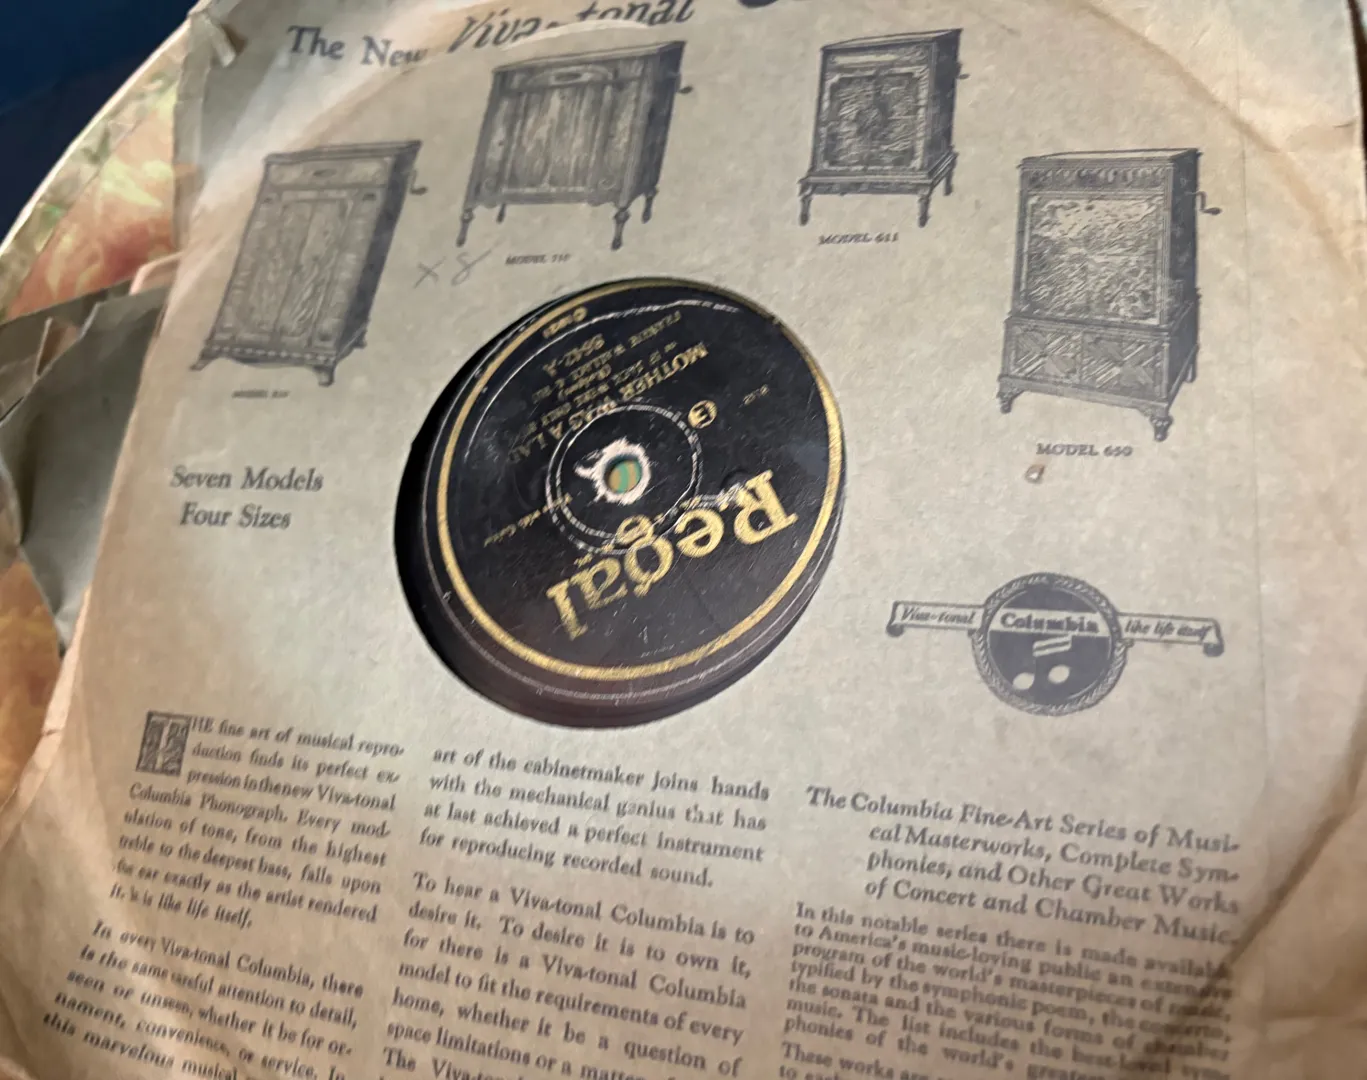 The New Viva-tonal
MODEL 611
MODEL 650
x 8
Seven Models
Four Sizes
Regal
MOTHER WAS A LA
8642-A
Viva-tonal Columbia like life itself
THE fine art of musical repro-
duction finds its perfect ex-
pression in the new Viva-tonal
Columbia Phonograph. Every mod-
ulation of tone, from the highest
treble to the deepest bass, falls upon
the ear exactly as the artist rendered
it. It is like life itself.
In every Viva-tonal Columbia, there
is the same careful attention to detail,
seen or unseen, whether it be for or-
nament, convenience, or service. In
this marvelous musical
art of the cabinetmaker joins hands
with the mechanical genius that has
at last achieved a perfect instrument
for reproducing recorded sound.
To hear a Viva-tonal Columbia is to
desire it. To desire it is to own it,
for there is a Viva-tonal Columbia
model to fit the requirements of every
home, whether it be a question of
space limitations or a matter
The Viva-
The Columbia Fine-Art Series of Musi-
cal Masterworks, Complete Sym-
phonies, and Other Great Works
of Concert and Chamber Music.
In this notable series there is made available
to America's music-loving public an extensive
program of the world's masterpieces of music,
typified by the symphonic poem, the concerto,
the sonata and the various forms of chamber
music. The list includes the best-loved sym-
phonies of the world's greatest
These works are